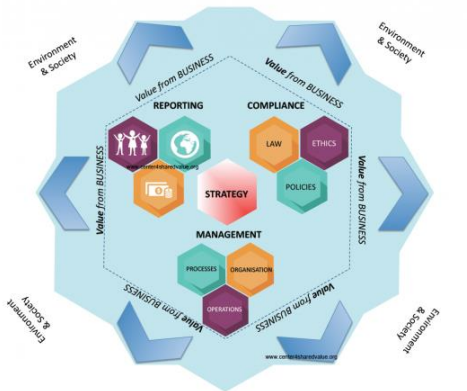 Environment
& Society
Environment
& Society
Value from BUSINESS
Value from BUSINESS
REPORTING
COMPLIANCE
LAW
ETHICS
www.center4sharedvalue.org
POLICIES
STRATEGY
Value from BUSINESS
Value from BUSINESS
MANAGEMENT
PROCESSES
ORGANISATION
OPERATIONS
Value from BUSINESS
Value from BUSINESS
Environment
& Society
Environment
& Society
www.center4sharedvalue.org